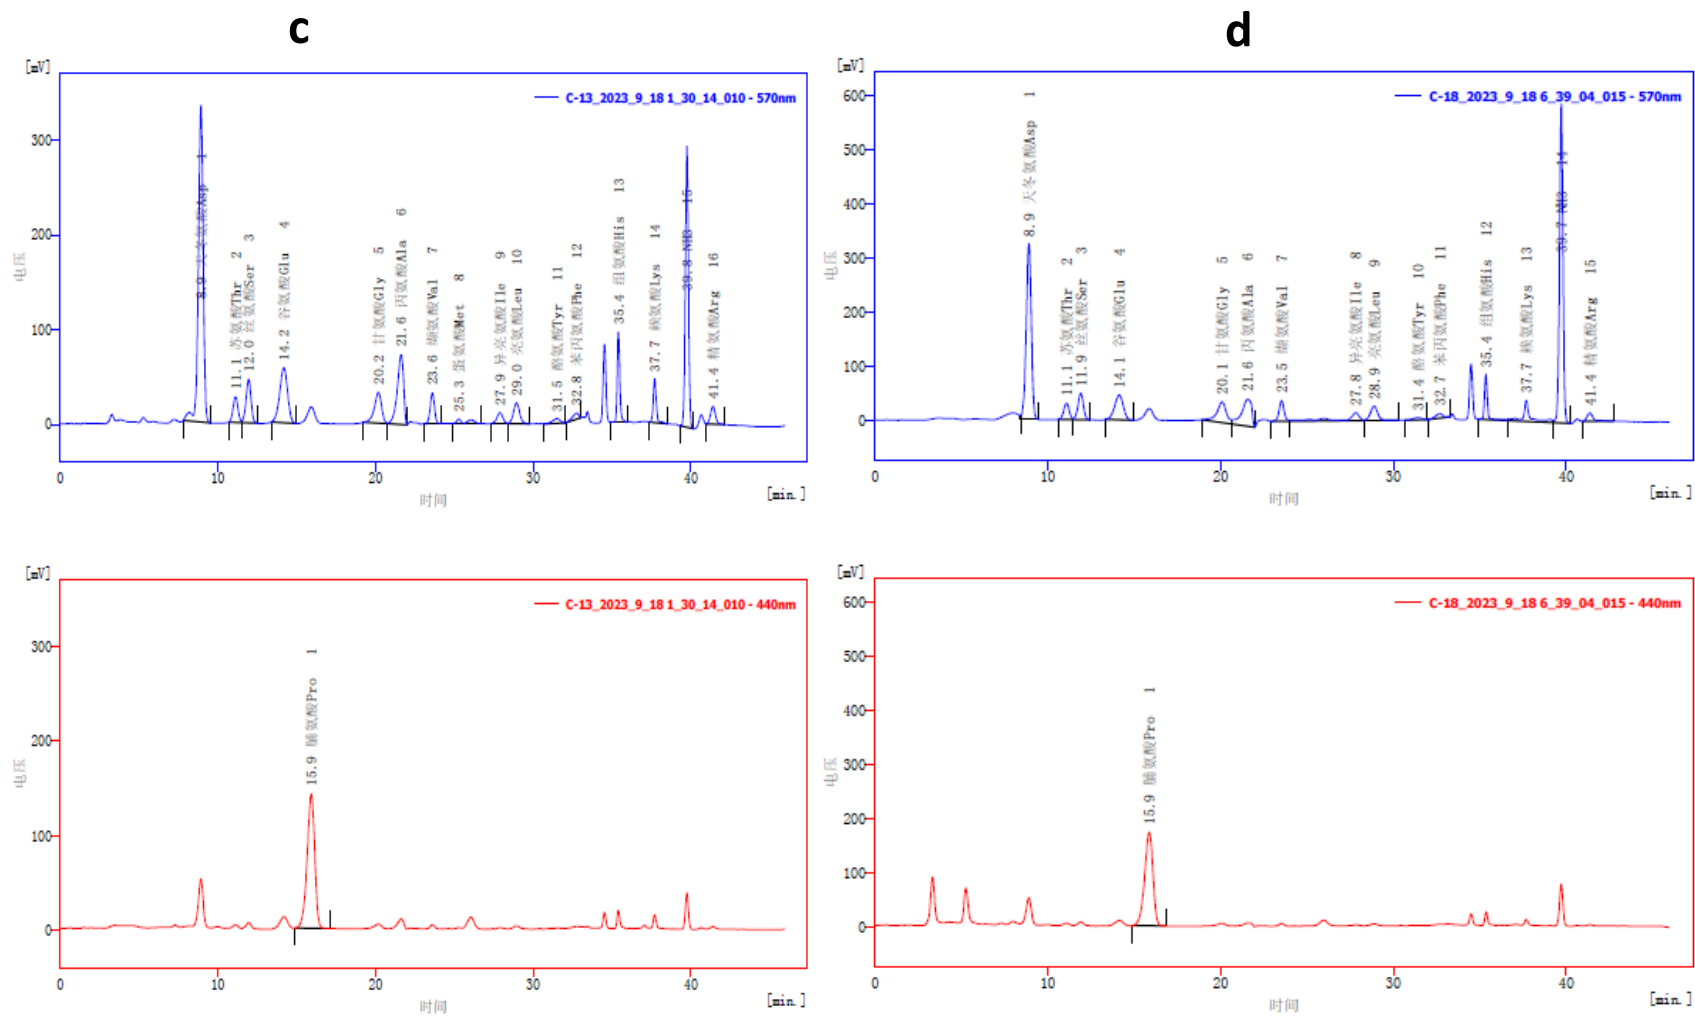 c
d
[mV]
C-13_2023_9_18 1_30_14_010 - 570nm
300
200
100
0
电压
8.9 天冬氨酸Asp 1
11.1 苏氨酸Thr 2
12.0 丝氨酸Ser 3
14.2 谷氨酸Glu 4
20.2 甘氨酸Gly 5
21.6 丙氨酸Ala 6
23.6 缬氨酸Val 7
25.3 蛋氨酸Met 8
27.9 异亮氨酸Ile 9
29.0 亮氨酸Leu 10
31.5 酪氨酸Tyr 11
32.8 苯丙氨酸Phe 12
35.4 组氨酸His 13
37.7 赖氨酸Lys 14
39.8 NH3 15
41.4 精氨酸Arg 16
0 10 20 30 40
[min.]
时间
[mV]
C-18_2023_9_18 6_39_04_015 - 570nm
600
500
400
300
200
100
0
电压
8.9 天冬氨酸Asp 1
11.1 苏氨酸Thr 2
11.9 丝氨酸Ser 3
14.1 谷氨酸Glu 4
20.1 甘氨酸Gly 5
21.6 丙氨酸Ala 6
23.5 缬氨酸Val 7
27.8 异亮氨酸Ile 8
28.9 亮氨酸Leu 9
31.4 酪氨酸Tyr 10
32.7 苯丙氨酸Phe 11
35.4 组氨酸His 12
37.7 赖氨酸Lys 13
39.7 NH3 14
41.4 精氨酸Arg 15
0 10 20 30 40
[min.]
时间
[mV]
C-13_2023_9_18 1_30_14_010 - 440nm
300
200
100
0
电压
15.9 脯氨酸Pro 1
0 10 20 30 40
[min.]
时间
[mV]
C-18_2023_9_18 6_39_04_015 - 440nm
600
500
400
300
200
100
0
电压
15.9 脯氨酸Pro 1
0 10 20 30 40
[min.]
时间